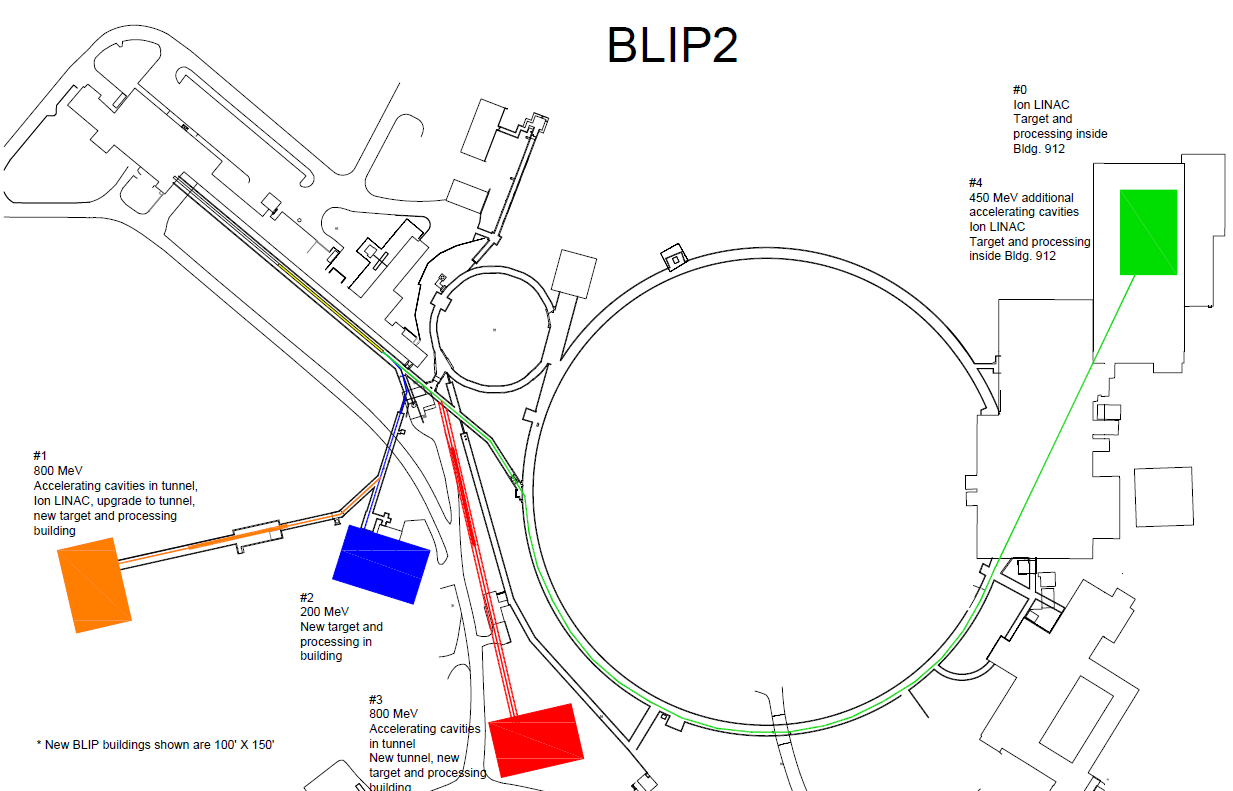 BLIP2
#0
Ion LINAC
Target and
processing inside
Bldg. 912
#4
450 MeV additional
accelerating cavities
Ion LINAC
Target and processing
inside Bldg. 912
#1
800 MeV
Accelerating cavities in tunnel,
Ion LINAC, upgrade to tunnel,
new target and processing
building
#2
200 MeV
New target and
processing in
building
#3
800 MeV
Accelerating cavities
in tunnel
New tunnel, new
target and processing
building
* New BLIP buildings shown are 100' X 150'